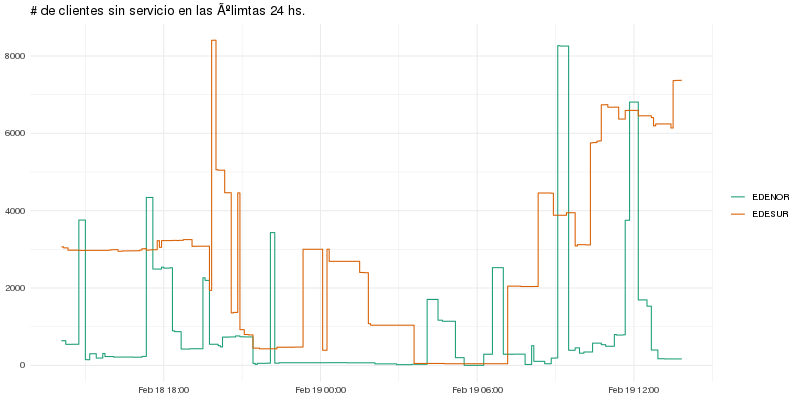 # de clientes sin servicio en las Ãºlimtas 24 hs.
8000
6000
4000
2000
0
Feb 18 18:00 Feb 19 00:00 Feb 19 06:00 Feb 19 12:00
EDENOR
EDESUR